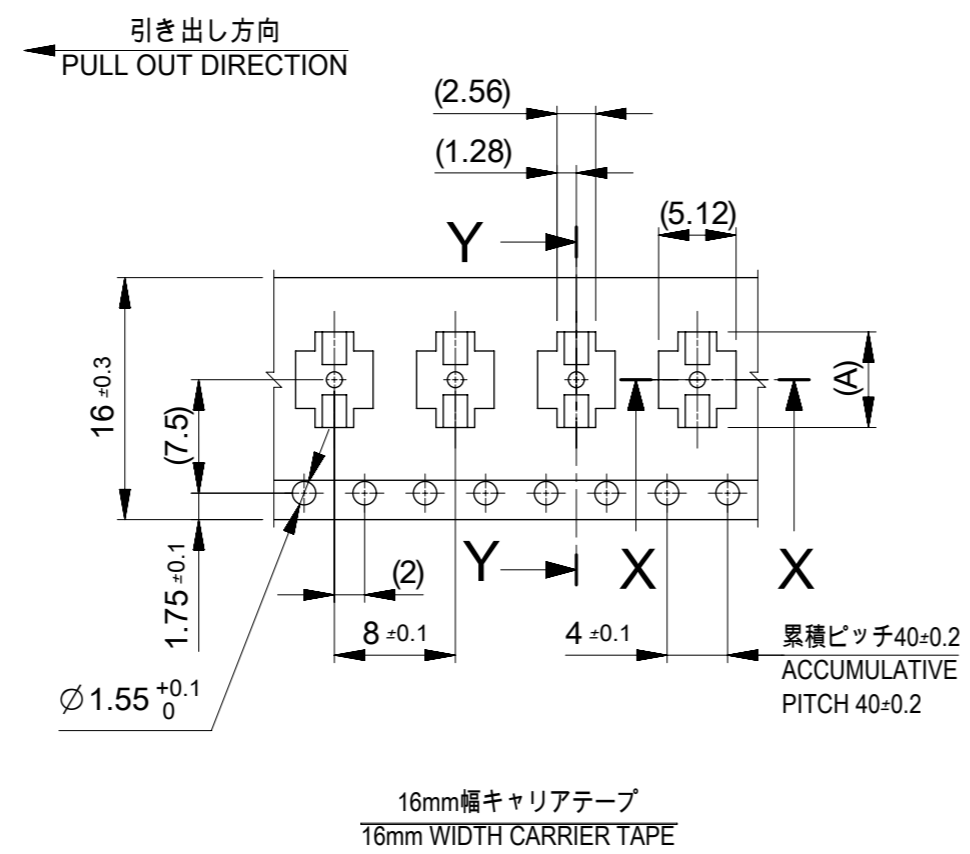 引き出し方向
PULL OUT DIRECTION
(2.56)
(1.28)
(5.12)
Y
16 ±0.3
(7.5)
(A)
1.75 ±0.1
Y
X
X
(2)
8 ±0.1
4 ±0.1
累積ピッチ40±0.2
ACCUMULATIVE
PITCH 40±0.2
∅1.55 +0.1
0
16mm幅キャリアテープ
16mm WIDTH CARRIER TAPE